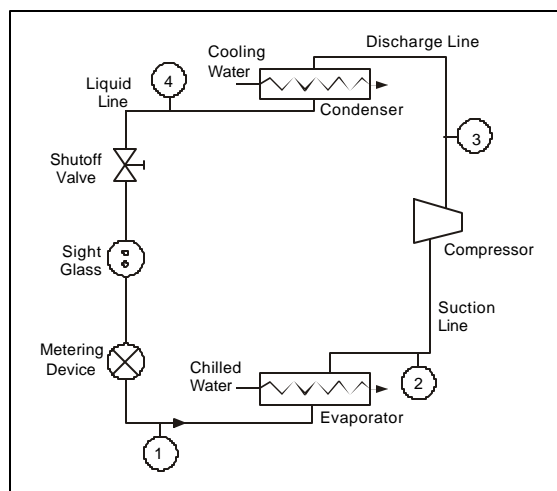 Discharge Line
Cooling
Water
4
Liquid
Line
Condenser
3
Shutoff
Valve
Compressor
Sight
Glass
Suction
Line
Metering
Device
Chilled
Water
2
Evaporator
1